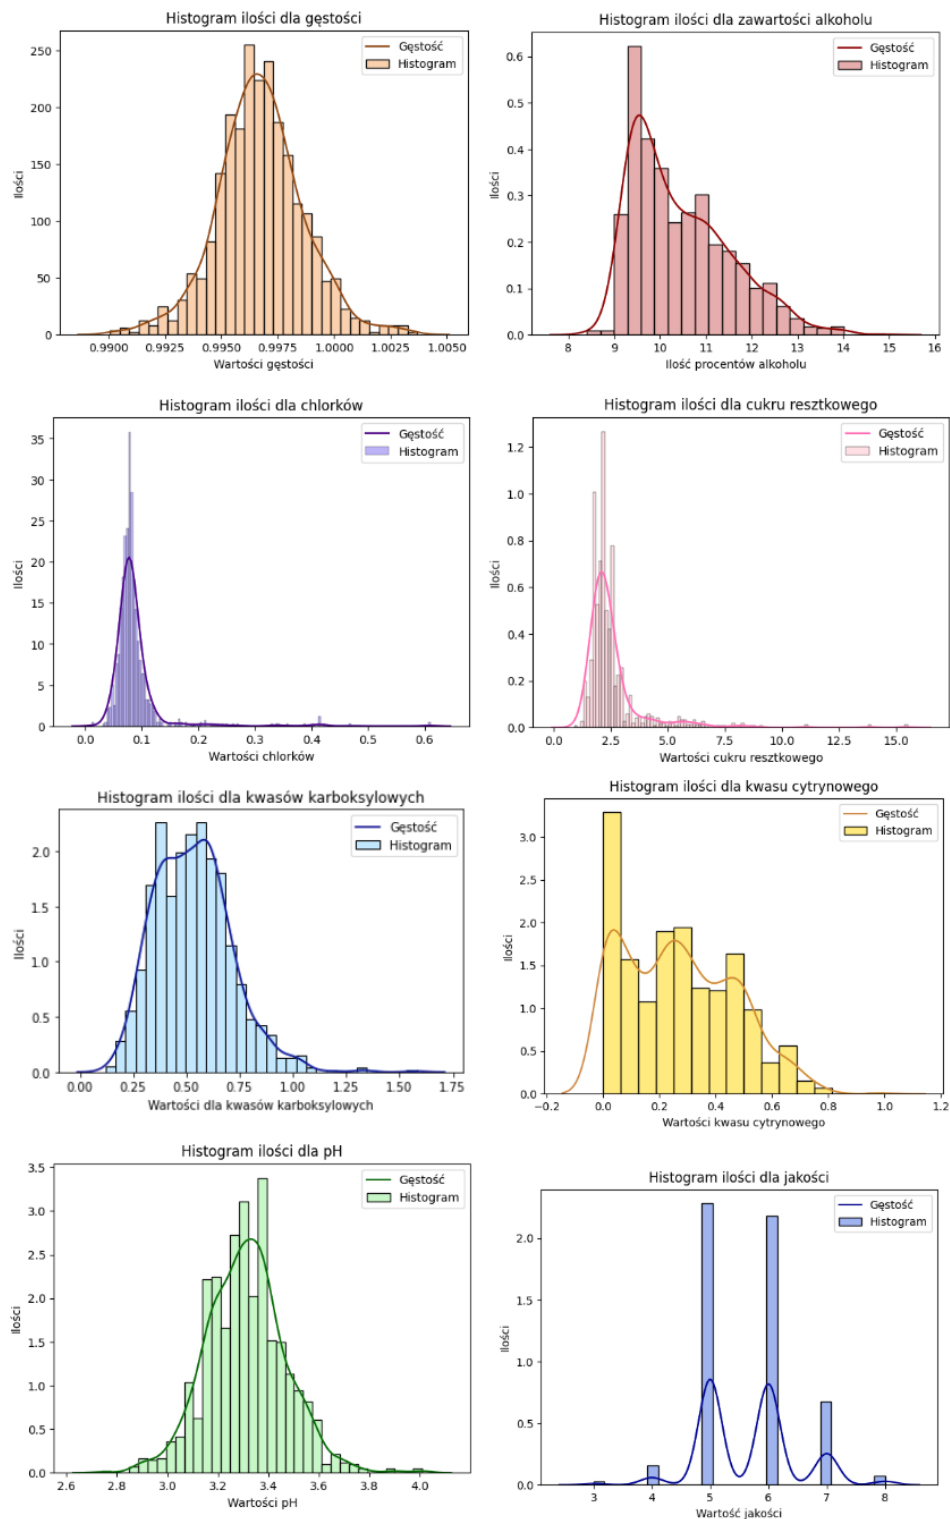 Histogram ilości dla gęstości
Gęstość
Histogram
250
200
150
100
50
0
Ilości
0.9900 0.9925 0.9950 0.9975 1.0000 1.0025 1.0050
Wartości gęstości
Histogram ilości dla zawartości alkoholu
Gęstość
Histogram
0.6
0.5
0.4
0.3
0.2
0.1
0.0
Ilości
8 9 10 11 12 13 14 15 16
Ilość procentów alkoholu
Histogram ilości dla chlorków
Gęstość
Histogram
35
30
25
20
15
10
5
0
Ilości
0.0 0.1 0.2 0.3 0.4 0.5 0.6
Wartości chlorków
Histogram ilości dla cukru resztkowego
Gęstość
Histogram
1.2
1.0
0.8
0.6
0.4
0.2
0.0
Ilości
0.0 2.5 5.0 7.5 10.0 12.5 15.0
Wartości cukru resztkowego
Histogram ilości dla kwasów karboksylowych
Gęstość
Histogram
2.0
1.5
1.0
0.5
0.0
Ilości
0.00 0.25 0.50 0.75 1.00 1.25 1.50 1.75
Wartości dla kwasów karboksylowych
Histogram ilości dla kwasu cytrynowego
Gęstość
Histogram
3.0
2.5
2.0
1.5
1.0
0.5
0.0
Ilości
−0.2 0.0 0.2 0.4 0.6 0.8 1.0 1.2
Wartości kwasu cytrynowego
Histogram ilości dla pH
Gęstość
Histogram
3.5
3.0
2.5
2.0
1.5
1.0
0.5
0.0
Ilości
2.6 2.8 3.0 3.2 3.4 3.6 3.8 4.0
Wartości pH
Histogram ilości dla jakości
Gęstość
Histogram
2.0
1.5
1.0
0.5
0.0
Ilości
3 4 5 6 7 8
Wartość jakości